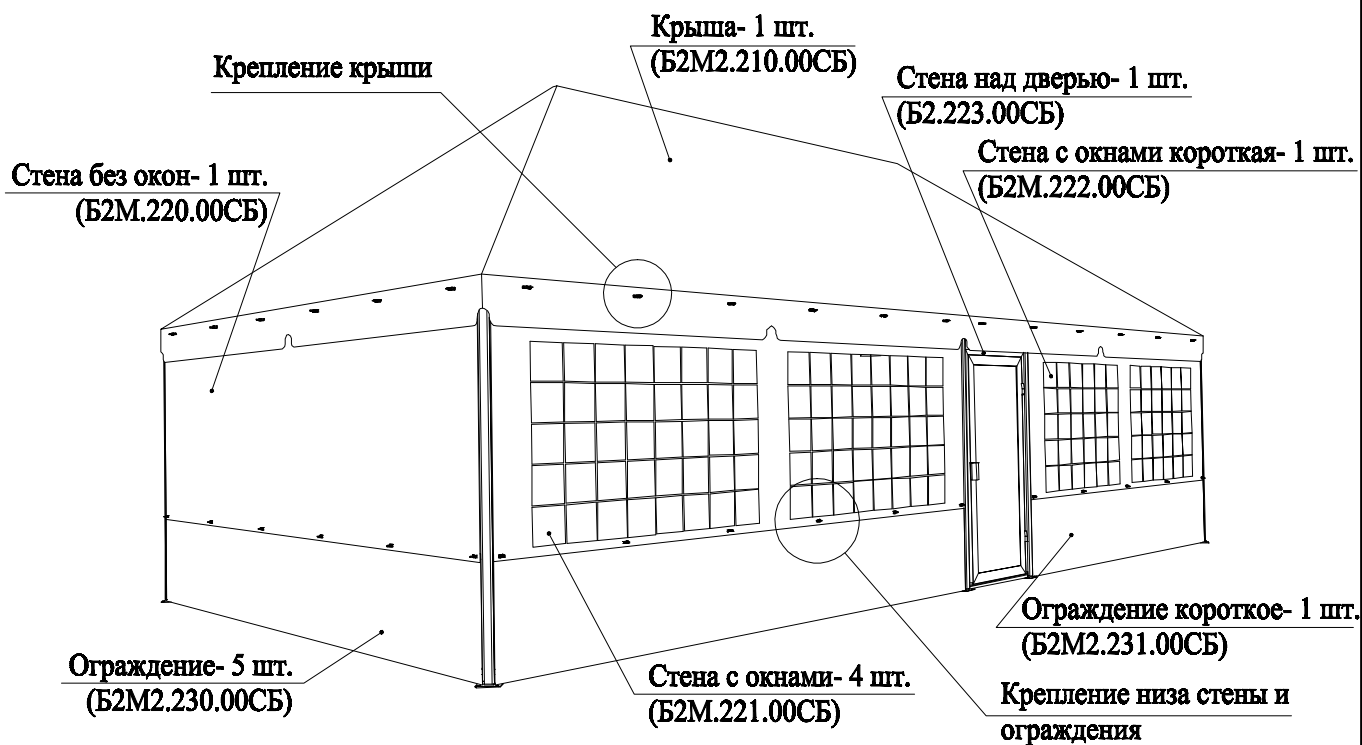 Крыша- 1 шт.
(Б2М2.210.00СБ)
Крепление крыши
Стена над дверью- 1 шт.
(Б2.223.00СБ)
Стена с окнами короткая- 1 шт.
(Б2М.222.00СБ)
Стена без окон- 1 шт.
(Б2М.220.00СБ)
Ограждение короткое- 1 шт.
(Б2М2.231.00СБ)
Ограждение- 5 шт.
(Б2М2.230.00СБ)
Стена с окнами- 4 шт.
(Б2М.221.00СБ)
Крепление низа стены и
ограждения